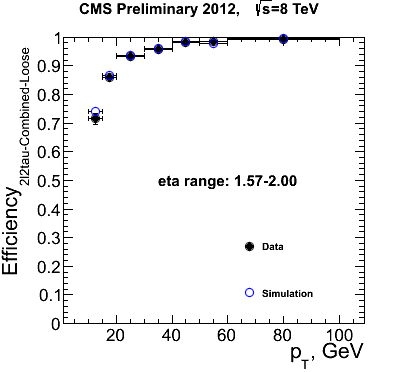 CMS Preliminary 2012, √s=8 TeV
Efficiency 2l2tau-Combined-Loose
1
0.9
0.8
0.7
0.6
0.5
0.4
0.3
0.2
0.1
0
eta range: 1.57-2.00
Data
Simulation
20 40 60 80 100
pT, GeV